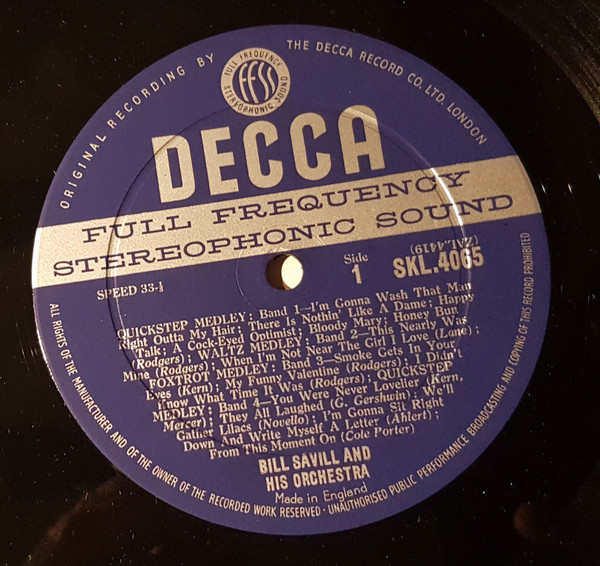 ORIGINAL RECORDING BY THE DECCA RECORD CO. LTD. LONDON
FULL FREQUENCY
ffss
STEREOPHONIC SOUND
DECCA
FULL FREQUENCY
STEREOPHONIC SOUND
SPEED 33⅓
Side
1
(ZAL.4419)
SKL.4065
QUICKSTEP MEDLEY: Band 1—I'm Gonna Wash That Man
Right Outta My Hair; There Is Nothin' Like A Dame; Happy
Talk; A Cock-Eyed Optimist; Bloody Mary; Honey Bun
(Rodgers) WALTZ MEDLEY: Band 2—This Nearly Was
Mine (Rodgers); When I'm Not Near The Girl I Love (Lane);
FOXTROT MEDLEY: Band 3—Smoke Gets In Your
Eyes (Kern); My Funny Valentine (Rodgers); I Didn't
Know What Time It Was (Rodgers); QUICKSTEP
MEDLEY: Band 4—You Were Never Lovelier (Kern,
Mercer); They All Laughed (G. Gershwin); We'll
Gather Lilacs (Novello); I'm Gonna Sit Right
Down And Write Myself A Letter (Ahlert);
From This Moment On (Cole Porter)
BILL SAVILL AND
HIS ORCHESTRA
Made in England
ALL RIGHTS OF THE MANUFACTURER AND OF THE OWNER OF THE RECORDED WORK RESERVED · UNAUTHORISED PUBLIC PERFORMANCE BROADCASTING AND COPYING OF THIS RECORD PROHIBITED